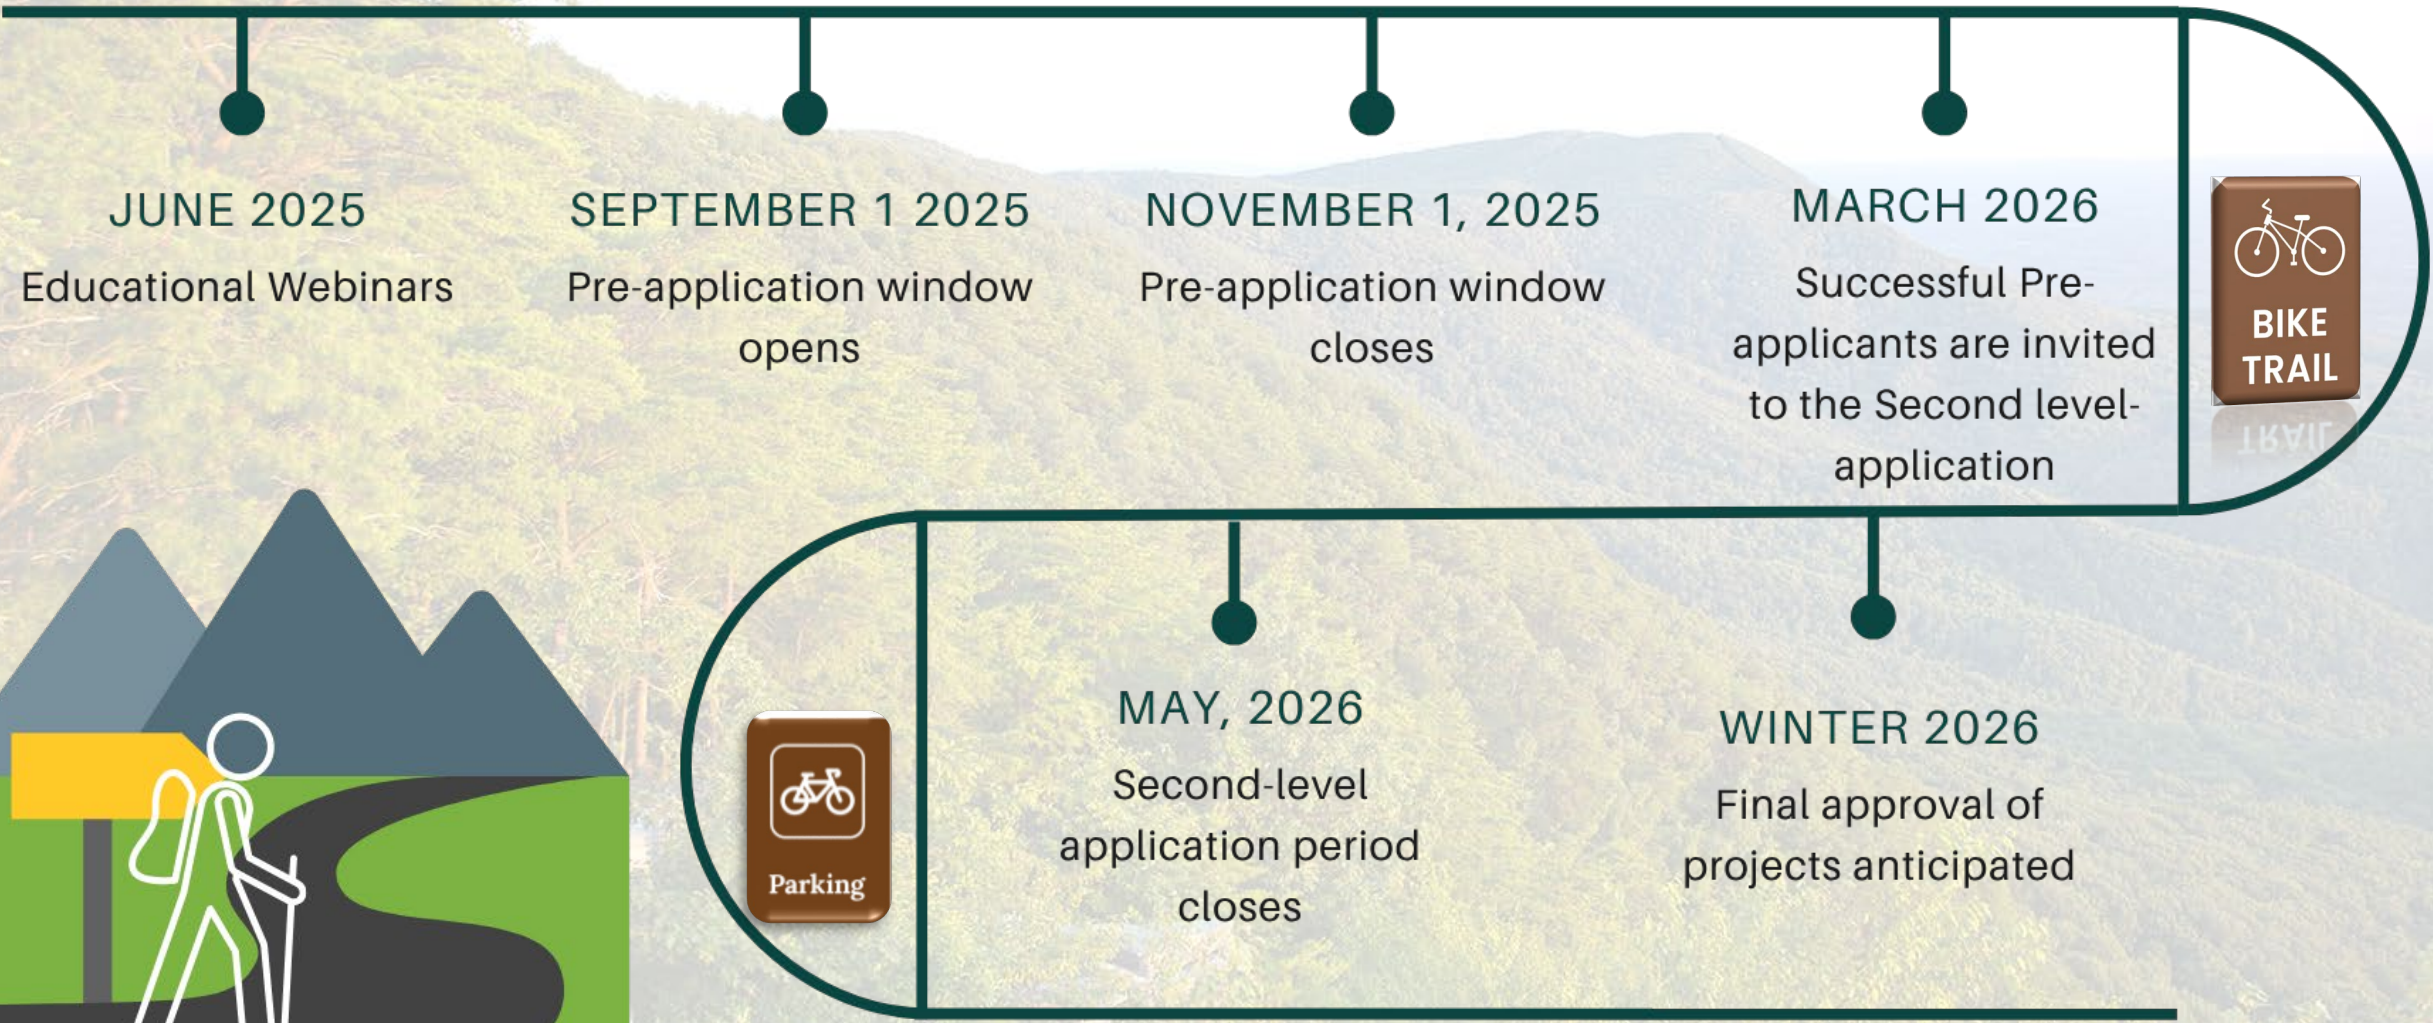 JUNE 2025
Educational Webinars
SEPTEMBER 1 2025
Pre-application window
opens
NOVEMBER 1, 2025
Pre-application window
closes
MARCH 2026
Successful Pre-
applicants are invited
to the Second level-
application
BIKE
TRAIL
TRAIL
Parking
MAY, 2026
Second-level
application period
closes
WINTER 2026
Final approval of
projects anticipated